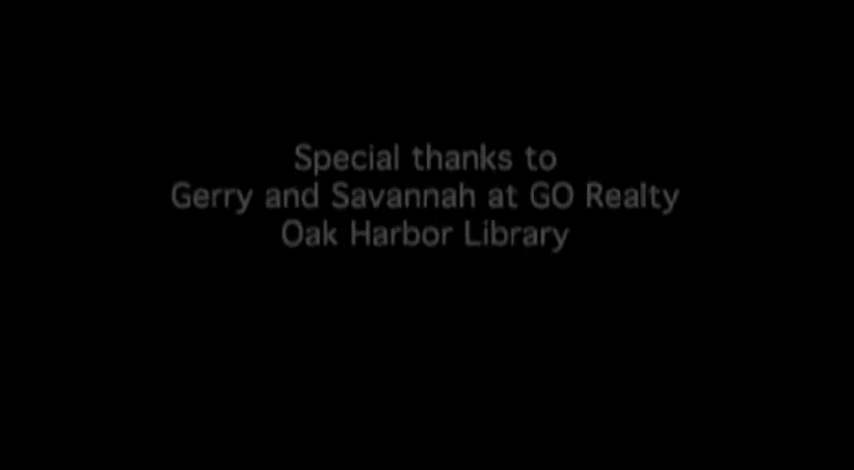 Special thanks to
Gerry and Savannah at GO Realty
Oak Harbor Library